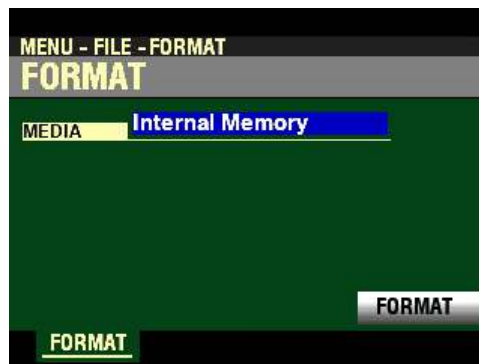 MENU - FILE - FORMAT
FORMAT
MEDIA Internal Memory
FORMAT
FORMAT